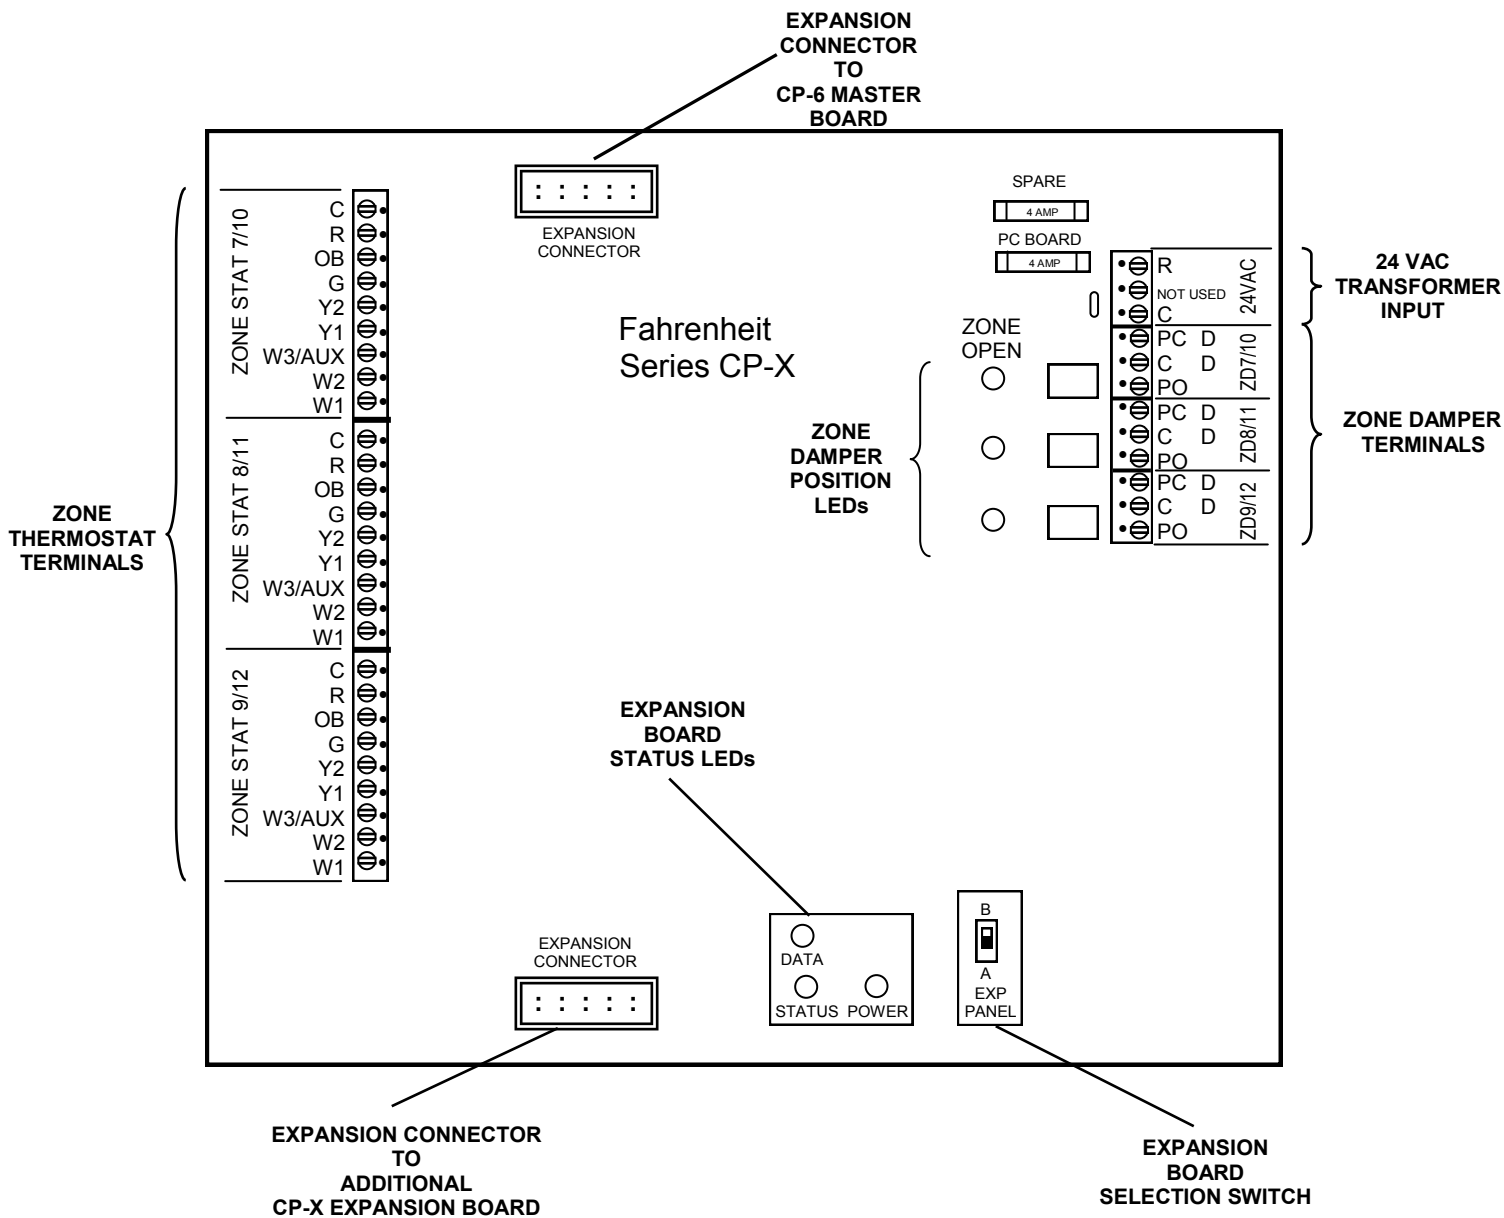 EXPANSION
CONNECTOR
TO
CP-6 MASTER
BOARD
EXPANSION
CONNECTOR
SPARE
4 AMP
PC BOARD
4 AMP
Fahrenheit
Series CP-X
ZONE
THERMOSTAT
TERMINALS
ZONE STAT 7/10
C
R
OB
G
Y2
Y1
W3/AUX
W2
W1
ZONE STAT 8/11
C
R
OB
G
Y2
Y1
W3/AUX
W2
W1
ZONE STAT 9/12
C
R
OB
G
Y2
Y1
W3/AUX
W2
W1
ZONE
OPEN
ZONE
DAMPER
POSITION
LEDs
R
NOT USED
C
24VAC
PC D
C D
PO
ZD7/10
PC D
C D
PO
ZD8/11
PC D
C D
PO
ZD9/12
24 VAC
TRANSFORMER
INPUT
ZONE DAMPER
TERMINALS
EXPANSION
BOARD
STATUS LEDs
EXPANSION
CONNECTOR
DATA
STATUS POWER
B
A
EXP
PANEL
EXPANSION CONNECTOR
TO
ADDITIONAL
CP-X EXPANSION BOARD
EXPANSION
BOARD
SELECTION SWITCH